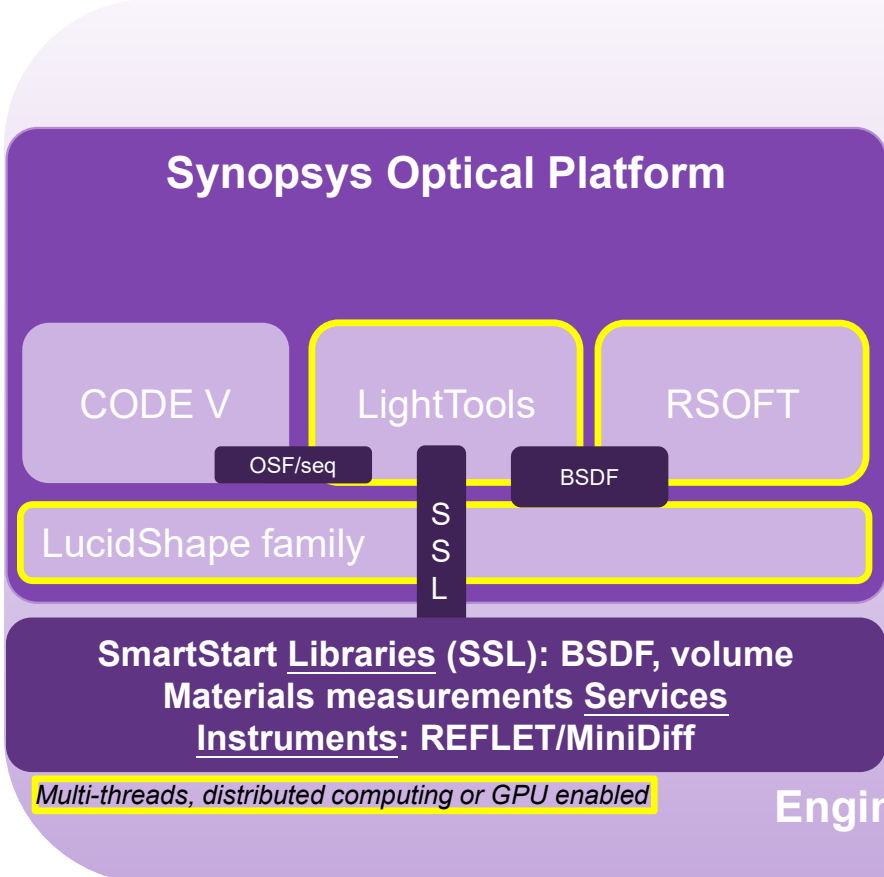 Synopsys Optical Platform
CODE V
LightTools
RSOFT
OSF/seq
BSDF
LucidShape family
S
S
L
SmartStart Libraries (SSL): BSDF, volume
Materials measurements Services
Instruments: REFLET/MiniDiff
Multi-threads, distributed computing or GPU enabled
Engin